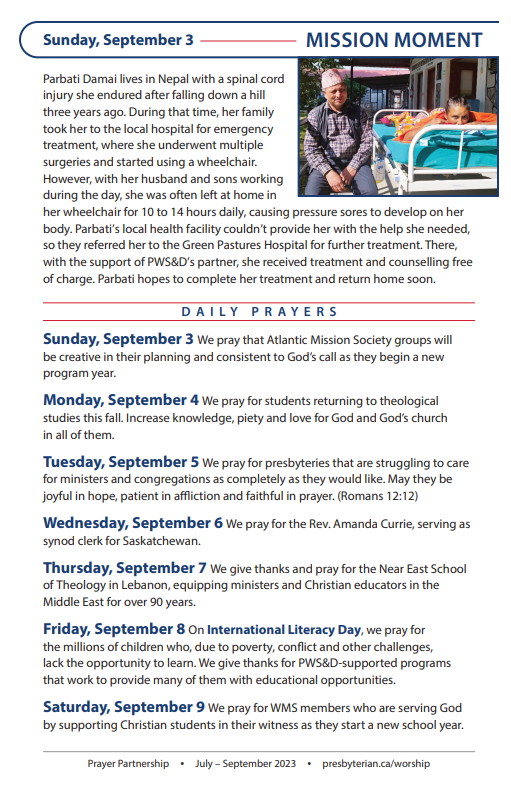 Sunday, September 3
MISSION MOMENT
Parbati Damai lives in Nepal with a spinal cord
injury she endured after falling down a hill
three years ago. During that time, her family
took her to the local hospital for emergency
treatment, where she underwent multiple
surgeries and started using a wheelchair.
However, with her husband and sons working
during the day, she was often left at home in
her wheelchair for 10 to 14 hours daily, causing pressure sores to develop on her
body. Parbati’s local health facility couldn’t provide her with the help she needed,
so they referred her to the Green Pastures Hospital for further treatment. There,
with the support of PWS&D’s partner, she received treatment and counselling free
of charge. Parbati hopes to complete her treatment and return home soon.
DAILY PRAYERS
Sunday, September 3 We pray that Atlantic Mission Society groups will
be creative in their planning and consistent to God’s call as they begin a new
program year.
Monday, September 4 We pray for students returning to theological
studies this fall. Increase knowledge, piety and love for God and God’s church
in all of them.
Tuesday, September 5 We pray for presbyteries that are struggling to care
for ministers and congregations as completely as they would like. May they be
joyful in hope, patient in affliction and faithful in prayer. (Romans 12:12)
Wednesday, September 6 We pray for the Rev. Amanda Currie, serving as
synod clerk for Saskatchewan.
Thursday, September 7 We give thanks and pray for the Near East School
of Theology in Lebanon, equipping ministers and Christian educators in the
Middle East for over 90 years.
Friday, September 8 On International Literacy Day, we pray for
the millions of children who, due to poverty, conflict and other challenges,
lack the opportunity to learn. We give thanks for PWS&D-supported programs
that work to provide many of them with educational opportunities.
Saturday, September 9 We pray for WMS members who are serving God
by supporting Christian students in their witness as they start a new school year.
Prayer Partnership • July – September 2023 • presbyterian.ca/worship